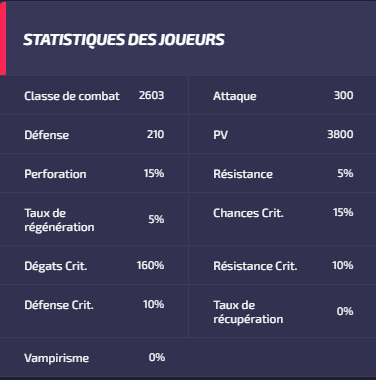 STATISTIQUES DES JOUEURS
Classe de combat 2603 Attaque 300
Défense 210 PV 3800
Perforation 15% Résistance 5%
Taux de
régénération 5% Chances Crit. 15%
Dégats Crit. 160% Résistance Crit. 10%
Défense Crit. 10% Taux de
récupération 0%
Vampirisme 0%